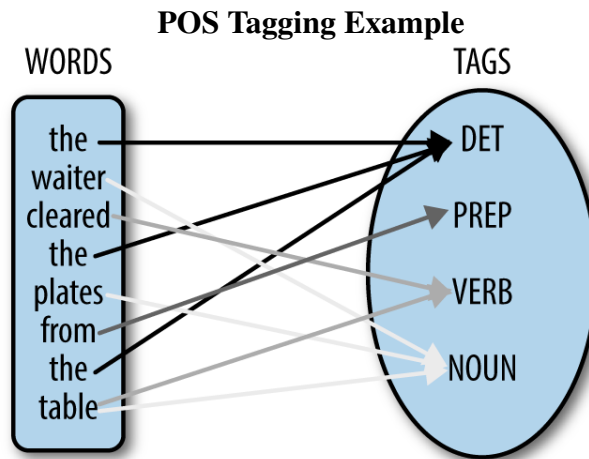 POS Tagging Example
WORDS
the
waiter
cleared
the
plates
from
the
table
TAGS
DET
PREP
VERB
NOUN